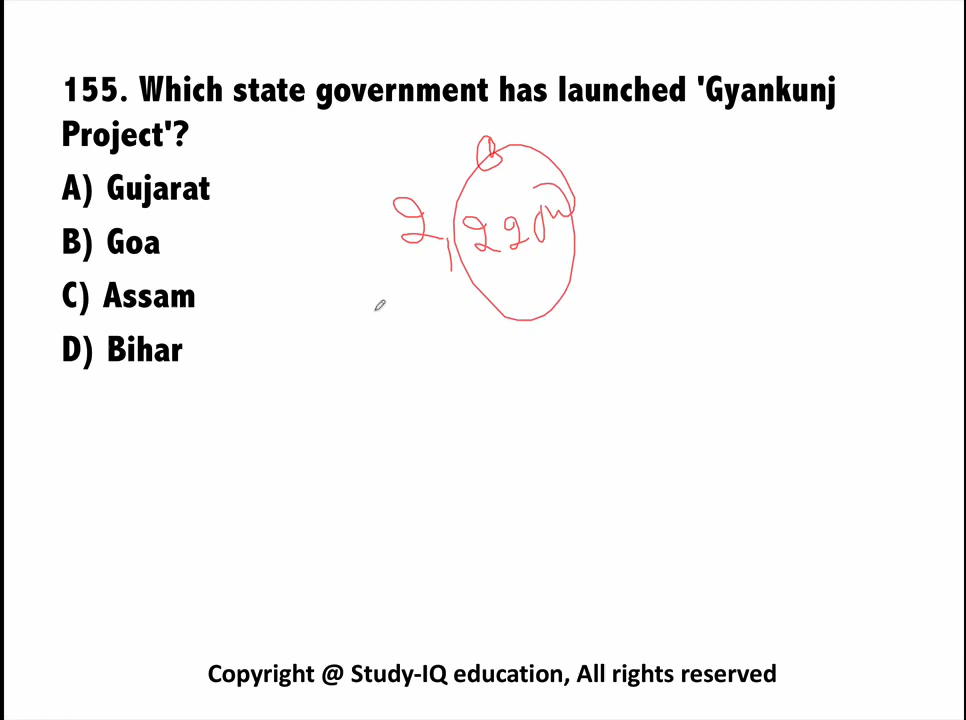 155. Which state government has launched 'Gyankunj
Project'?
A) Gujarat
B) Goa
C) Assam
D) Bihar
Copyright @ Study-IQ education, All rights reserved